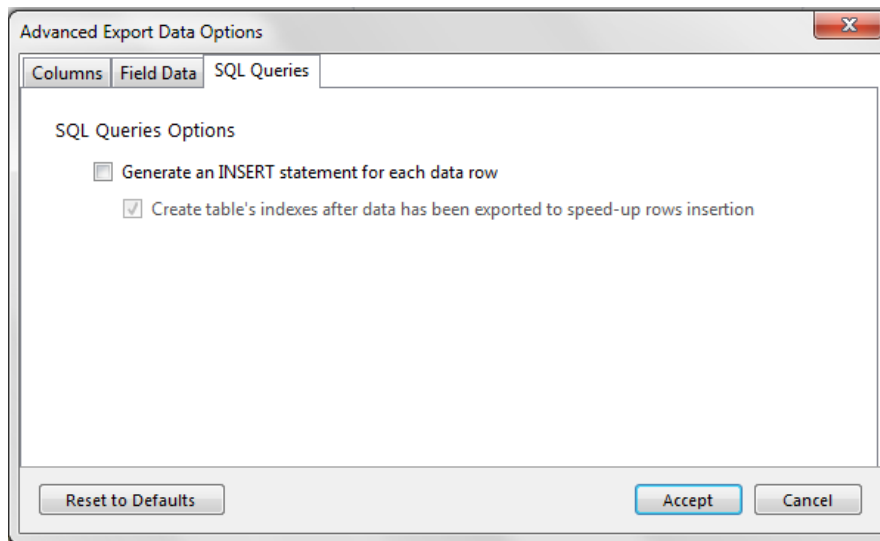 Advanced Export Data Options
Columns Field Data SQL Queries
SQL Queries Options
Generate an INSERT statement for each data row
Create table's indexes after data has been exported to speed-up rows insertion
Reset to Defaults Accept Cancel